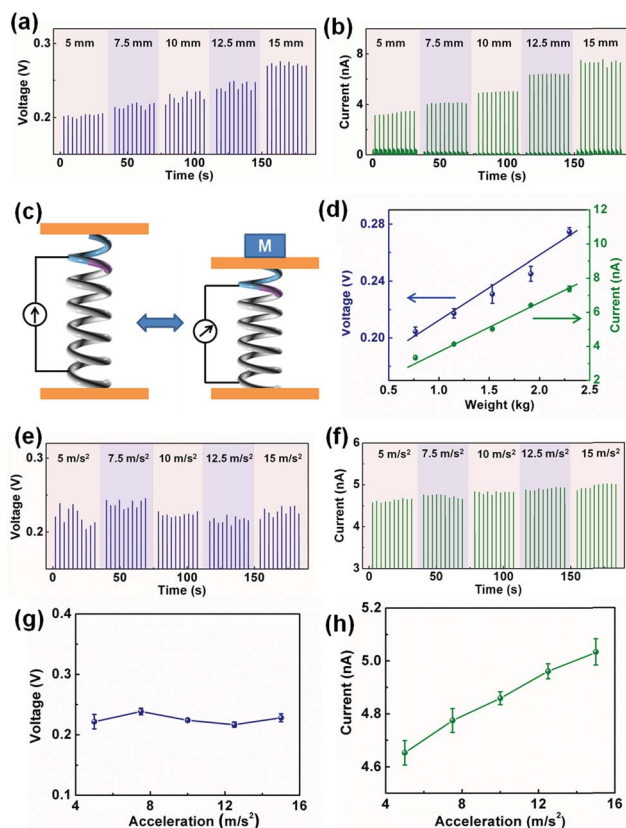 (a)
0.3
0.2
Voltage (V)
5 mm 7.5 mm 10 mm 12.5 mm 15 mm
0 50 100 150
Time (s)
(b)
8
4
0
Current (nA)
5 mm 7.5 mm 10 mm 12.5 mm 15 mm
0 50 100 150
Time (s)
(c)
M
(d)
0.28
0.24
0.20
Voltage (V)
12
10
8
6
4
2
Current (nA)
0.5 1.0 1.5 2.0 2.5
Weight (kg)
(e)
0.3
0.2
Voltage (V)
5 m/s² 7.5 m/s² 10 m/s² 12.5 m/s² 15 m/s²
0 50 100 150
Time (s)
(f)
6
5
4
3
Current (nA)
5 m/s² 7.5 m/s² 10 m/s² 12.5 m/s² 15 m/s²
0 50 100 150
Time (s)
(g)
0.4
0.3
0.2
0.1
Voltage (V)
4 8 12 16
Acceleration (m/s²)
(h)
5.2
5.0
4.8
4.6
Current (nA)
4 8 12 16
Acceleration (m/s²)